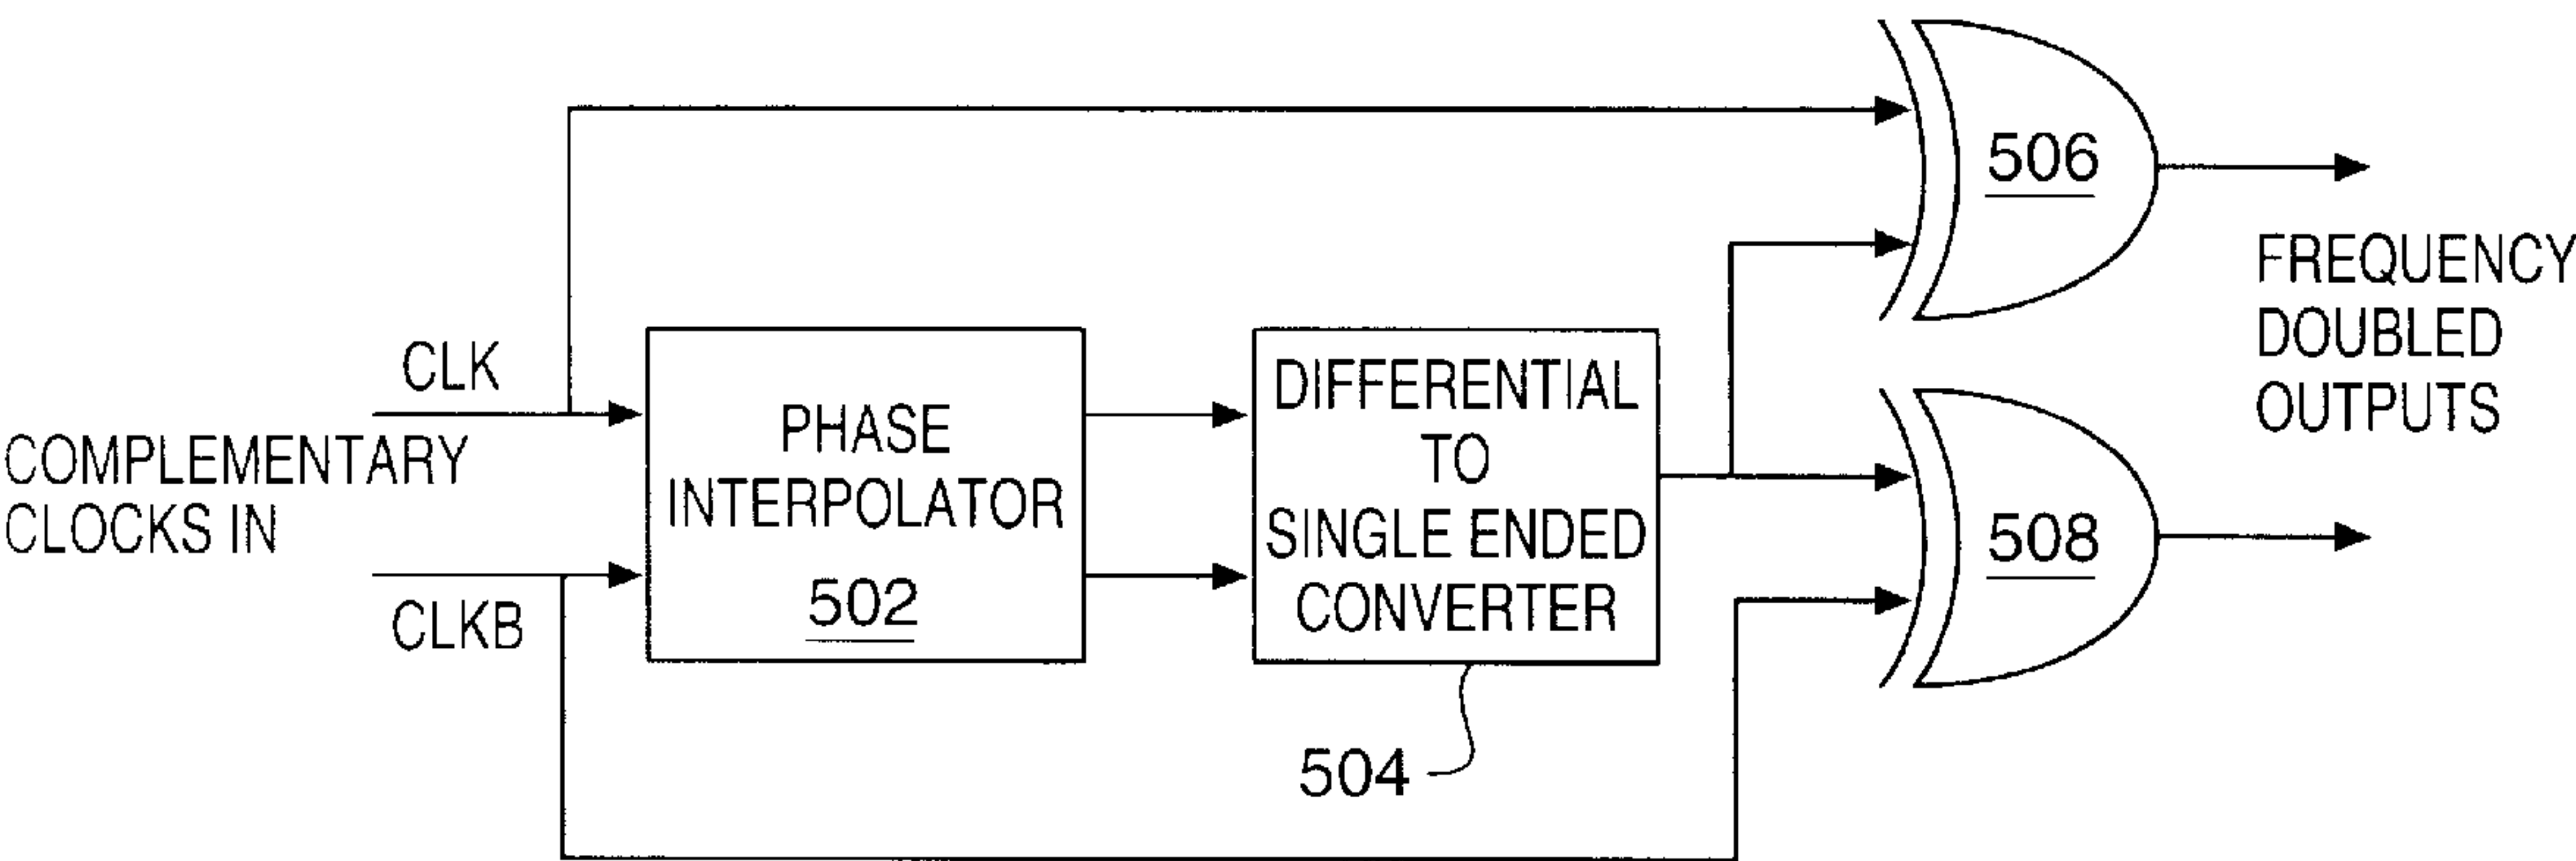 COMPLEMENTARY
CLOCKS IN
CLK
CLKB
PHASE
INTERPOLATOR
502
DIFFERENTIAL
TO
SINGLE ENDED
CONVERTER
504
506
508
FREQUENCY
DOUBLED
OUTPUTS